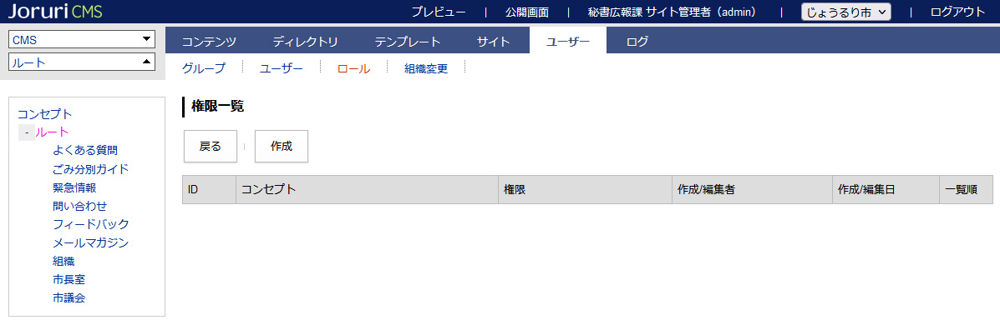 Joruri CMS プレビュー | 公開画面 | 秘書広報課 サイト管理者（admin） | じょうるり市 | ログアウト
CMS
ルート
コンテンツ ディレクトリ テンプレート サイト ユーザー ログ
グループ ユーザー ロール 組織変更
コンセプト
- ルート
よくある質問
ごみ分別ガイド
緊急情報
問い合わせ
フィードバック
メールマガジン
組織
市長室
市議会
権限一覧
戻る 作成
ID コンセプト 権限 作成/編集者 作成/編集日 一覧順